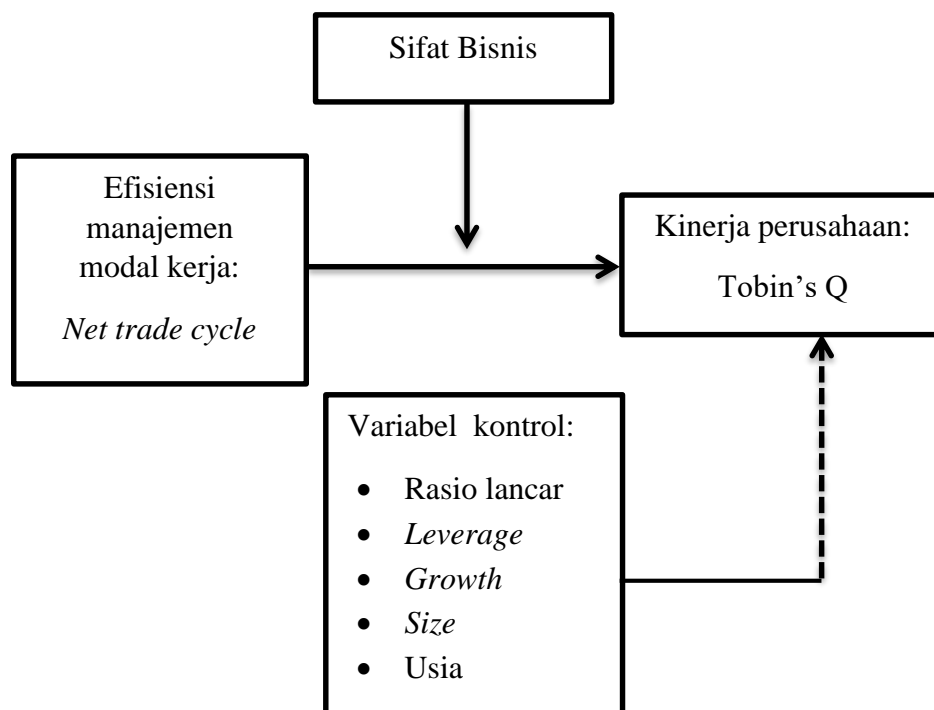 Sifat Bisnis
Efisiensi
manajemen
modal kerja:
Net trade cycle
Kinerja perusahaan:
Tobin’s Q
Variabel kontrol:
• Rasio lancar
• Leverage
• Growth
• Size
• Usia